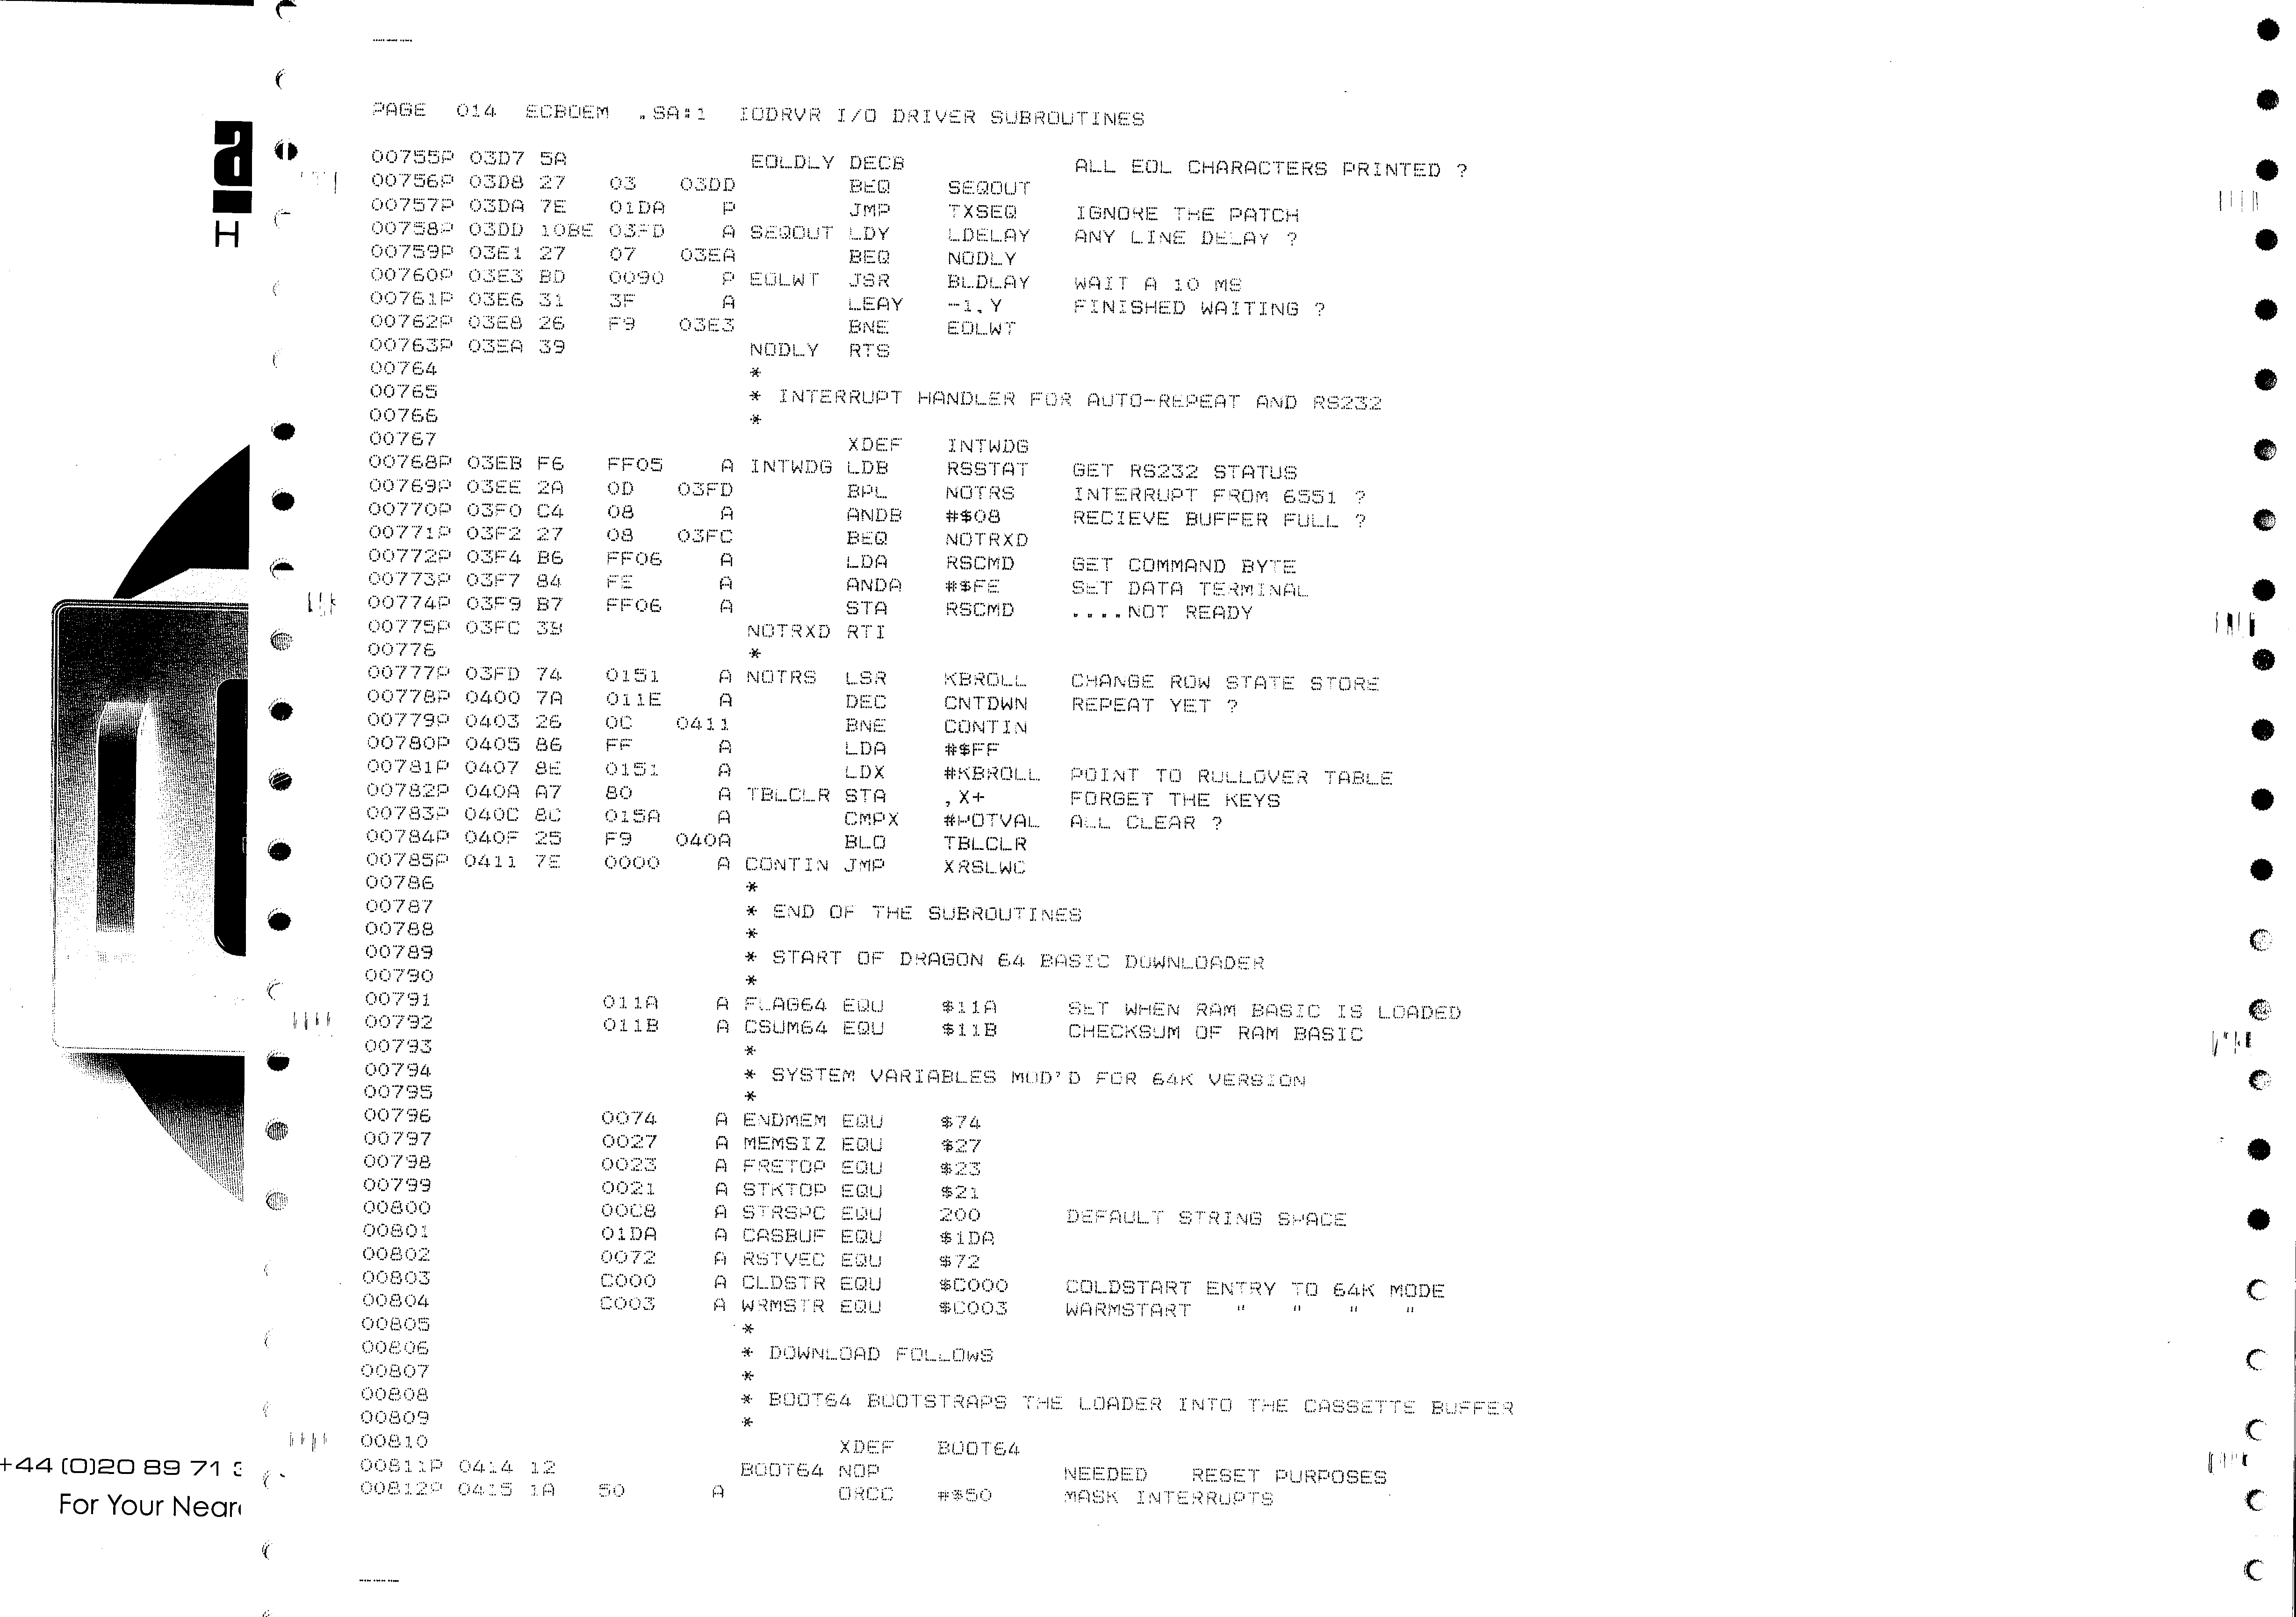 PAGE 014 ECBOEM .SA:1 IODRVR I/O DRIVER SUBROUTINES
00755P 03D7 5A EOLDLY DECB ALL EOL CHARACTERS PRINTED ?
00756P 03D8 27 03 03DD BEQ SEQOUT
00757P 03DA 7E 01DA P JMP TXSEQ IGNORE THE PATCH
00758P 03DD 10BE 03FD A SEQOUT LDY LDELAY ANY LINE DELAY ?
00759P 03E1 27 07 03EA BEQ NODLY
00760P 03E3 BD 0090 P EOLWT JSR BLDLAY WAIT A 10 MS
00761P 03E6 31 3F A LEAY -1,Y FINISHED WAITING ?
00762P 03E8 26 F9 03E3 BNE EOLWT
00763P 03EA 39 NODLY RTS
00764 *
00765 * INTERRUPT HANDLER FOR AUTO-REPEAT AND RS232
00766 *
00767 XDEF INTWDG
00768P 03EB F6 FF05 A INTWDG LDB RSSTAT GET RS232 STATUS
00769P 03EE 2A 0D 03FD BPL NOTRS INTERRUPT FROM 6551 ?
00770P 03F0 C4 08 A ANDB #$08 RECIEVE BUFFER FULL ?
00771P 03F2 27 08 03FC BEQ NOTRXD
00772P 03F4 B6 FF06 A LDA RSCMD GET COMMAND BYTE
00773P 03F7 84 FE A ANDA #$FE SET DATA TERMINAL
00774P 03F9 B7 FF06 A STA RSCMD ....NOT READY
00775P 03FC 3B NOTRXD RTI
00776 *
00777P 03FD 74 0151 A NOTRS LSR KBROLL CHANGE ROW STATE STORE
00778P 0400 7A 011E A DEC CNTDWN REPEAT YET ?
00779P 0403 26 0C 0411 BNE CONTIN
00780P 0405 86 FF A LDA #$FF
00781P 0407 8E 0151 A LDX #KBROLL POINT TO ROLLOVER TABLE
00782P 040A A7 80 A TBLCLR STA ,X+ FORGET THE KEYS
00783P 040C 8C 015A A CMPX #POTVAL ALL CLEAR ?
00784P 040F 25 F9 040A BLO TBLCLR
00785P 0411 7E 0000 A CONTIN JMP XRSLWC
00786 *
00787 * END OF THE SUBROUTINES
00788 *
00789 * START OF DRAGON 64 BASIC DOWNLOADER
00790 *
00791 011A A FLAG64 EQU $11A SET WHEN RAM BASIC IS LOADED
00792 011B A CSUM64 EQU $11B CHECKSUM OF RAM BASIC
00793 *
00794 * SYSTEM VARIABLES MOD'D FOR 64K VERSION
00795 *
00796 0074 A ENDMEM EQU $74
00797 0027 A MEMSIZ EQU $27
00798 0023 A FRETOP EQU $23
00799 0021 A STKTOP EQU $21
00800 00C8 A STRSPC EQU 200 DEFAULT STRING SPACE
00801 01DA A CASBUF EQU $1DA
00802 0072 A RSTVEC EQU $72
00803 C000 A CLDSTR EQU $C000 COLDSTART ENTRY TO 64K MODE
00804 C003 A WRMSTR EQU $C003 WARMSTART " " " "
00805 *
00806 * DOWNLOAD FOLLOWS
00807 *
00808 * BOOT64 BOOTSTRAPS THE LOADER INTO THE CASSETTE BUFFER
00809 *
00810 XDEF BOOT64
00811P 0414 12 BOOT64 NOP NEEDED RESET PURPOSES
00812P 0415 1A 50 A ORCC #$50 MASK INTERRUPTS
H
+44 (0)20 89 71
For Your